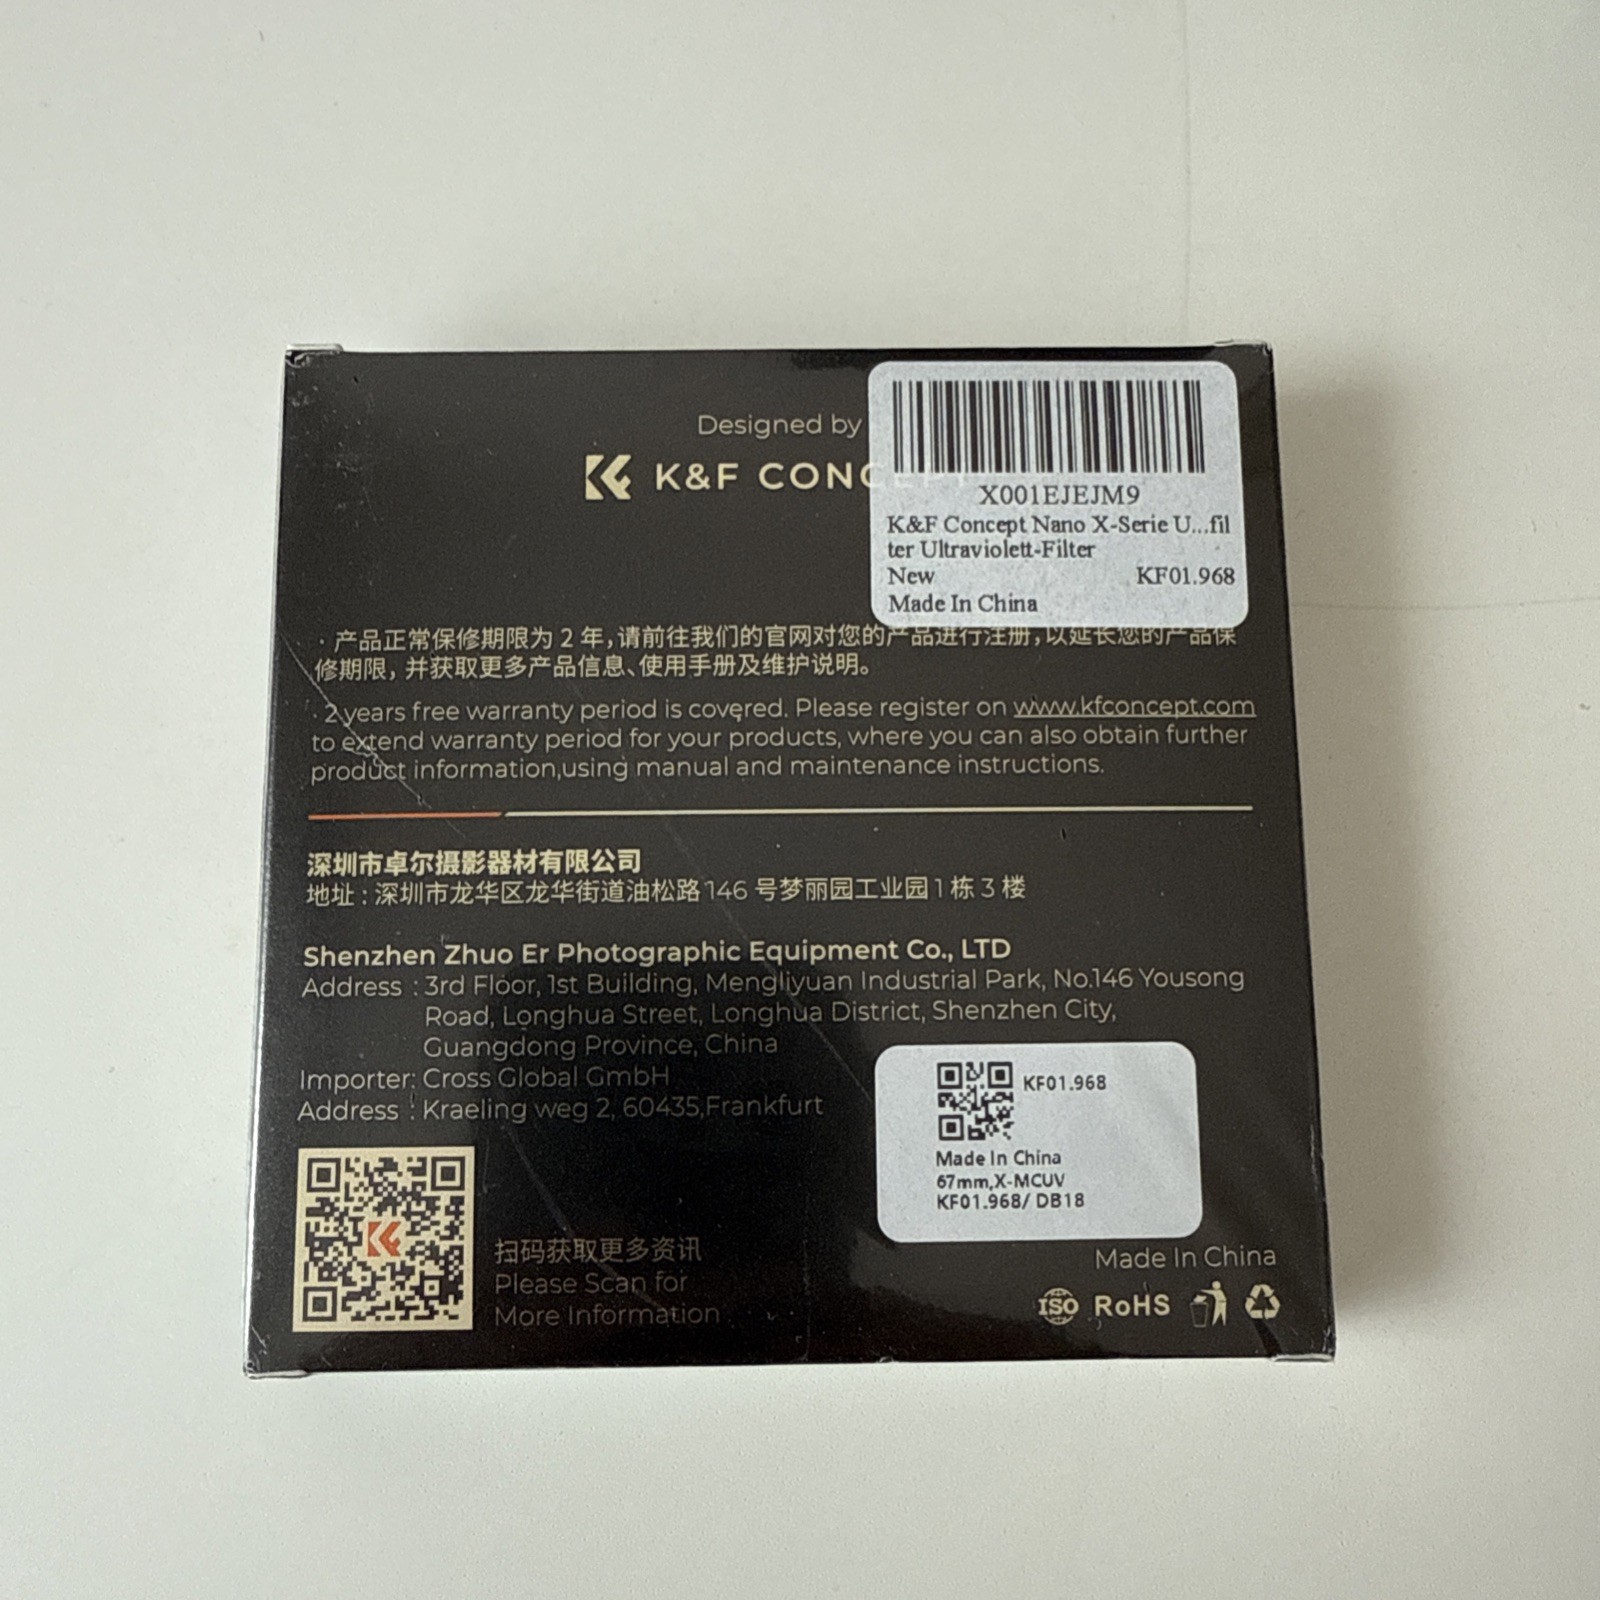 Designed by
K&F CONCEPT
X001EJEJM9
K&F Concept Nano X-Serie U...fil
ter Ultraviolett-Filter
New KF01.968
Made In China
· 产品正常保修期限为 2 年,请前往我们的官网对您的产品进行注册,以延长您的产品保
修期限, 并获取更多产品信息、使用手册及维护说明。
· 2 years free warranty period is covered. Please register on www.kfconcept.com
to extend warranty period for your products, where you can also obtain further
product information,using manual and maintenance instructions.
深圳市卓尔摄影器材有限公司
地址 : 深圳市龙华区龙华街道油松路 146 号梦丽园工业园 1 栋 3 楼
Shenzhen Zhuo Er Photographic Equipment Co., LTD
Address : 3rd Floor, 1st Building, Mengliyuan Industrial Park, No.146 Yousong
Road, Longhua Street, Longhua District, Shenzhen City,
Guangdong Province, China
Importer: Cross Global GmbH
Address : Kraeling weg 2, 60435,Frankfurt
KF01.968
Made In China
67mm,X-MCUV
KF01.968/ DB18
扫码获取更多资讯
Please Scan for
More Information
Made In China
ISO RoHS